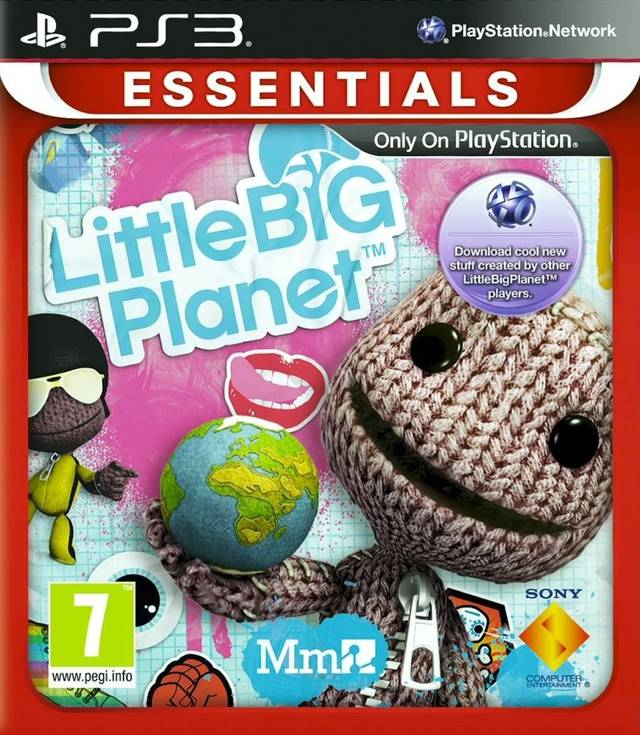 PS3®
PlayStation®Network
ESSENTIALS
Only On PlayStation®
LittleBIG
Planet™
Download cool new
stuff created by other
LittleBigPlanet™
players.
7
™
www.pegi.info
Mm
SONY
COMPUTER
ENTERTAINMENT ®